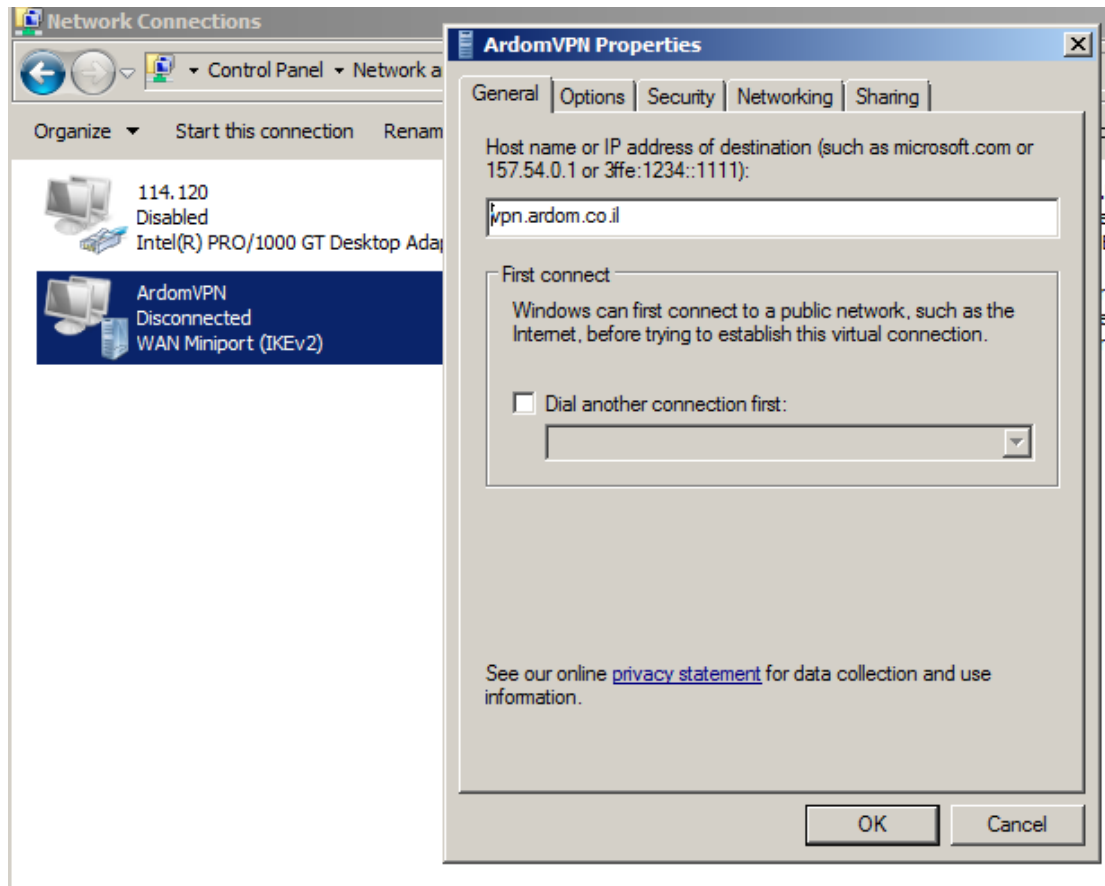 Network Connections
Control Panel Network a
Organize Start this connection Renam
114.120
Disabled
Intel(R) PRO/1000 GT Desktop Ada
ArdomVPN
Disconnected
WAN Miniport (IKEv2)
ArdomVPN Properties
General Options Security Networking Sharing
Host name or IP address of destination (such as microsoft.com or
157.54.0.1 or 3ffe:1234::1111):
vpn.ardom.co.il
First connect
Windows can first connect to a public network, such as the
Internet, before trying to establish this virtual connection.
Dial another connection first:
See our online privacy statement for data collection and use
information.
OK Cancel